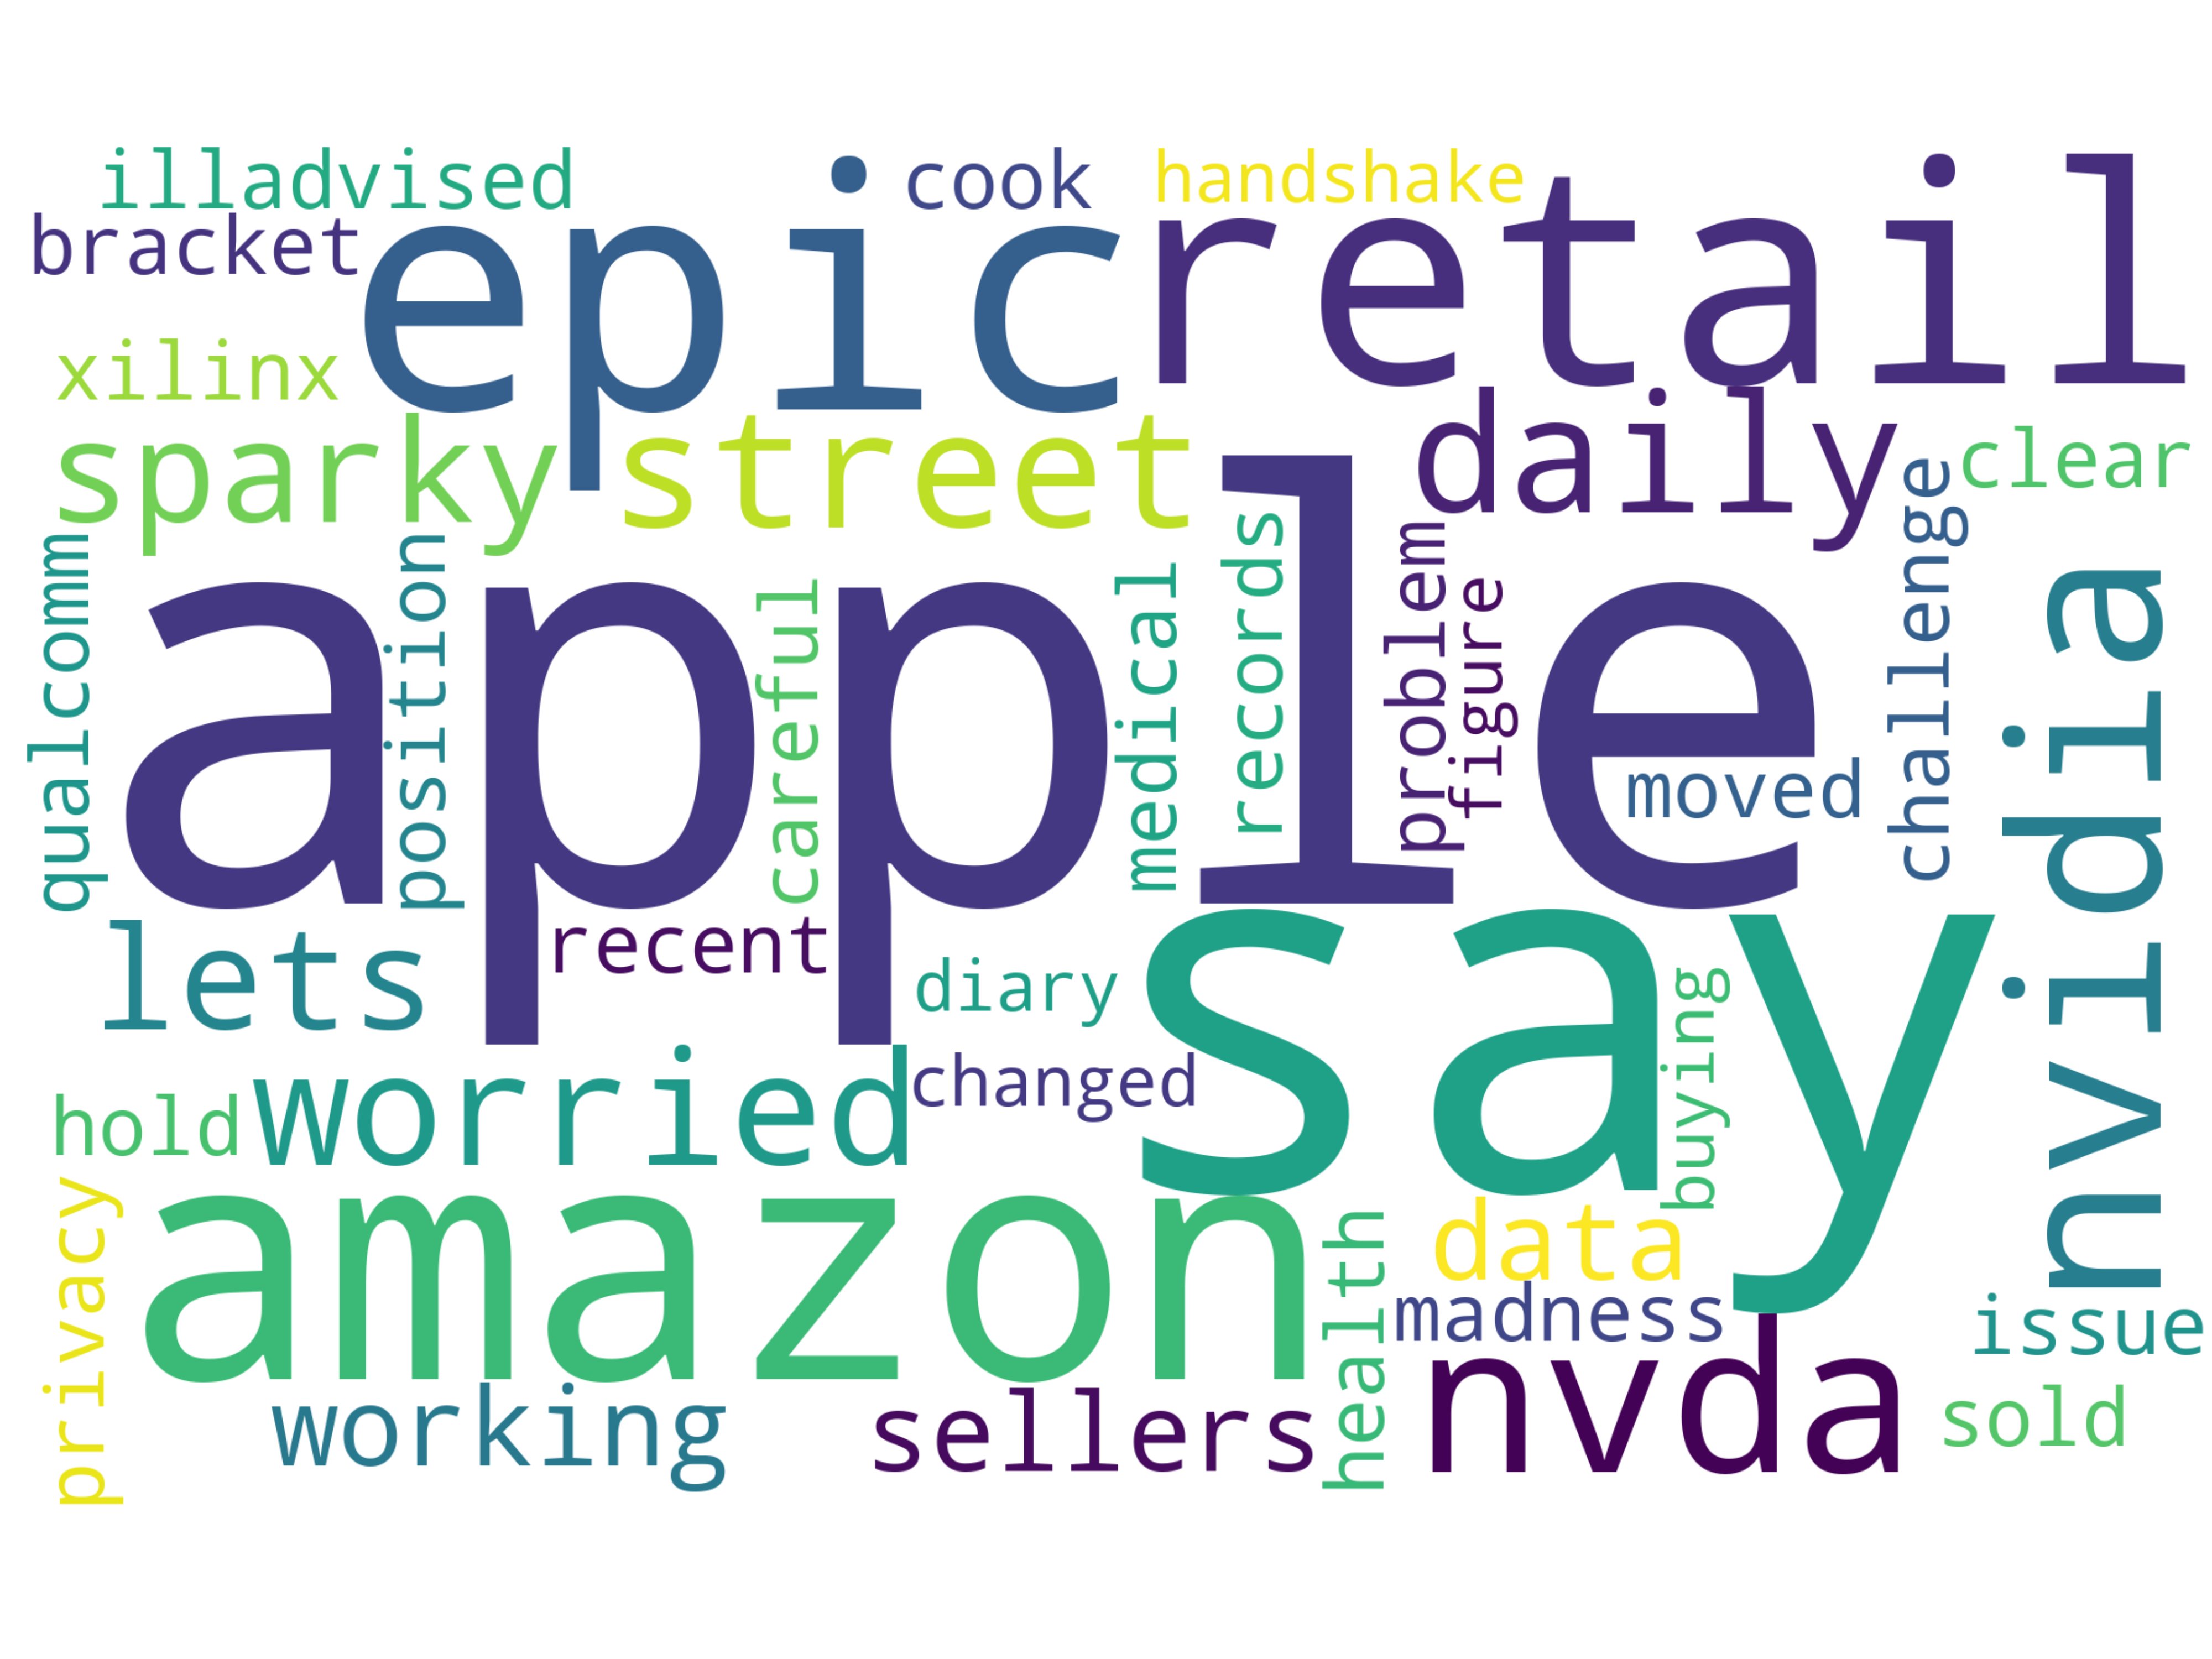 illadvised
cook
handshake
bracket
epic
retail
xilinx
sparky
street
daily
clear
qualcomm
position
apple
careful
medical
records
problem
figure
moved
challenge
nvidia
lets
recent
diary
say
buying
hold
worried
changed
privacy
amazon
health
data
madness
issue
working
sellers
nvda
sold